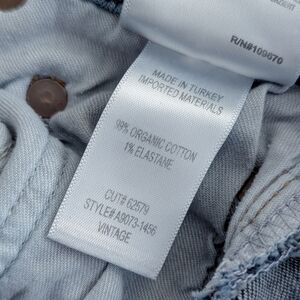 RN#109670
MADE IN TURKEY
IMPORTED MATERIALS
99% ORGANIC COTTON
1% ELASTANE
CUT# 62579
STYLE# A9073-1456
VINTAGE